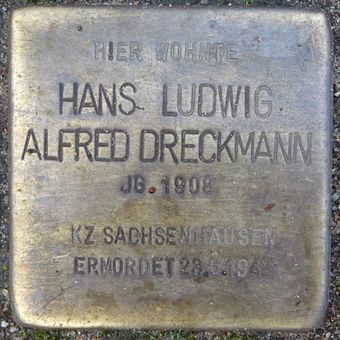 HIER WOHNTE
HANS LUDWIG
ALFRED DRECKMANN
JG. 1908
KZ SACHSENHAUSEN
ERMORDET